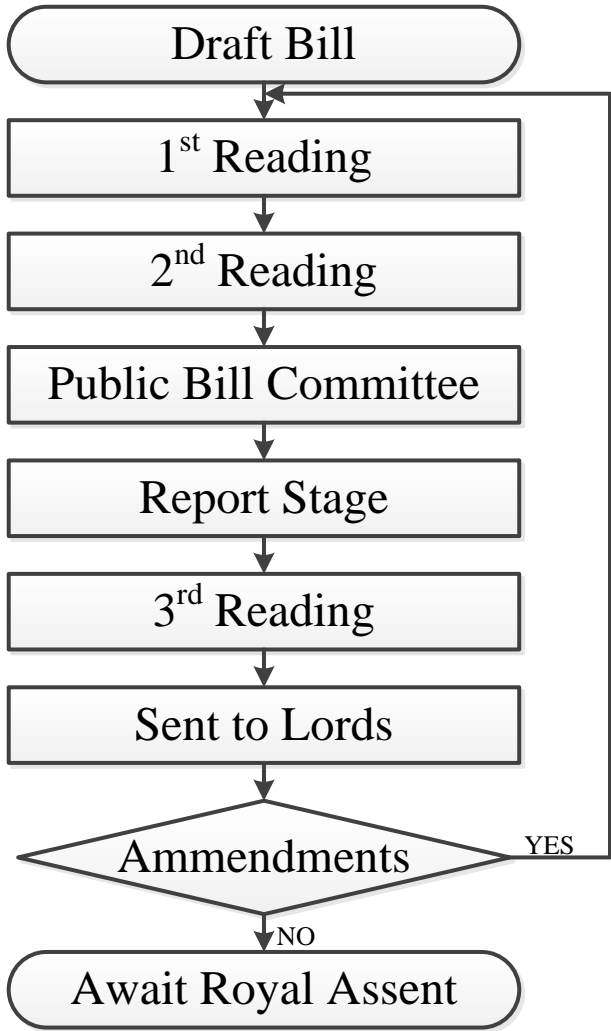 Draft Bill
1st Reading
2nd Reading
Public Bill Committee
Report Stage
3rd Reading
Sent to Lords
Ammendments
YES
NO
Await Royal Assent